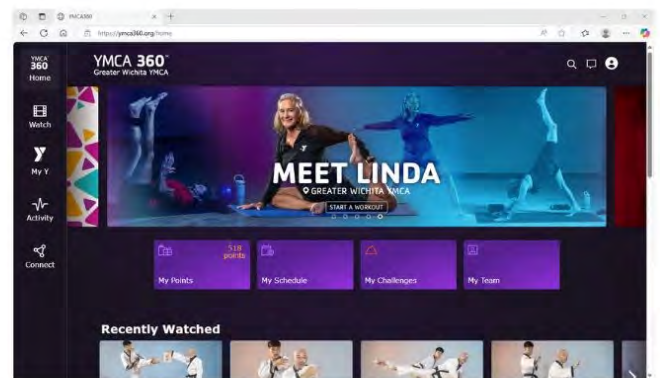 YMCA360
https://ymca360.org/home
YMCA
360
Home
Watch
My Y
Activity
Connect
YMCA 360™
Greater Wichita YMCA
MEET LINDA
GREATER WICHITA YMCA
START A WORKOUT
518
points
My Points
My Schedule
My Challenges
My Team
Recently Watched